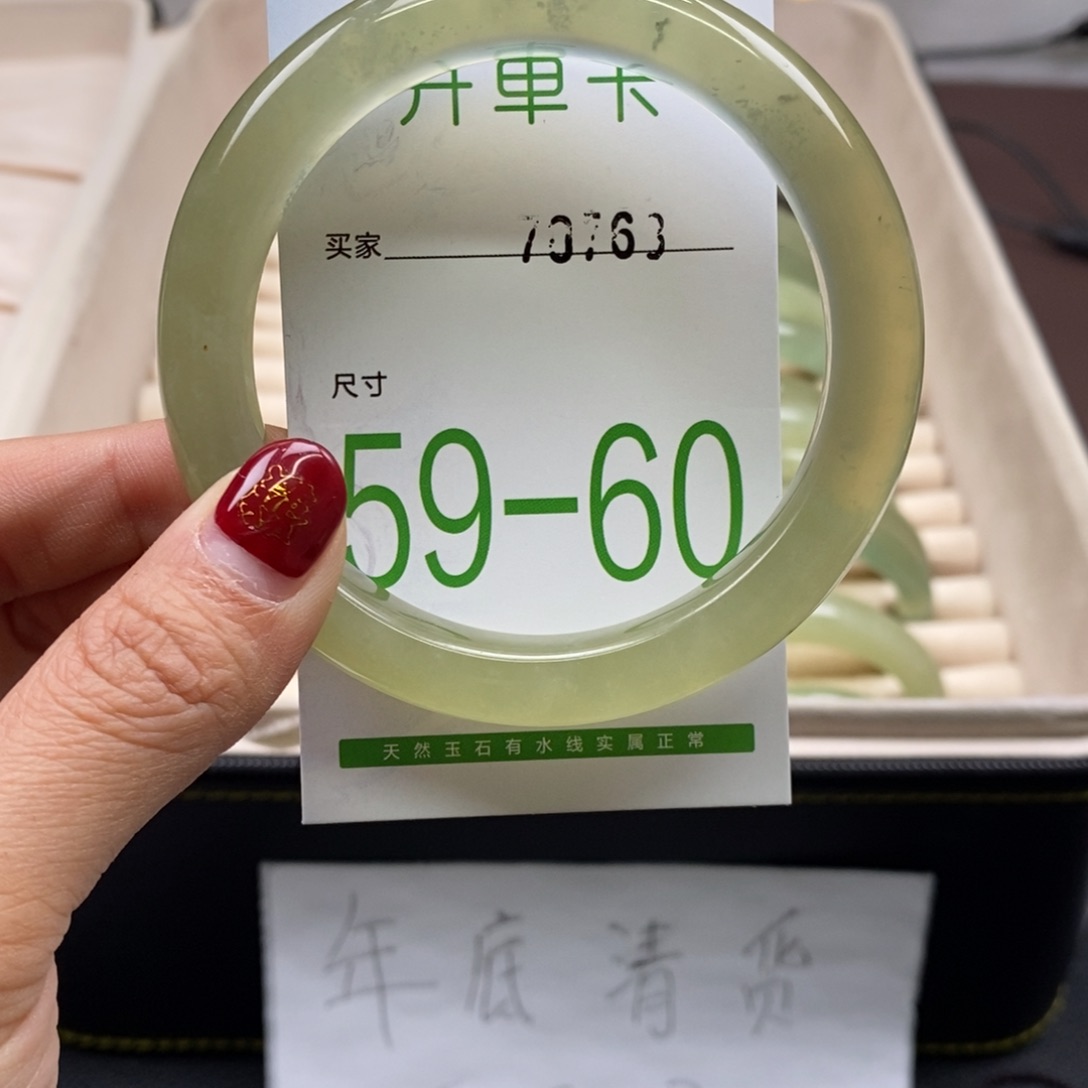 开单卡
买家 70763
尺寸
59-60
天然玉石有水线实属正常
年底清货